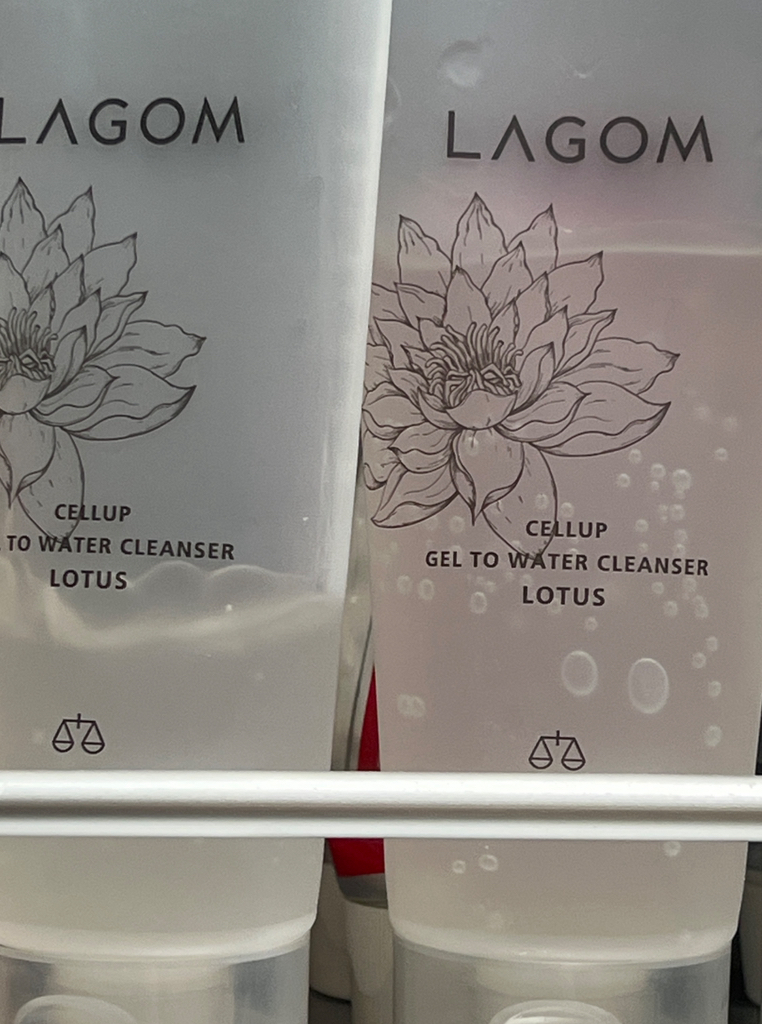 LAGOM
CELLUP
TO WATER CLEANSER
LOTUS
LAGOM
CELLUP
GEL TO WATER CLEANSER
LOTUS